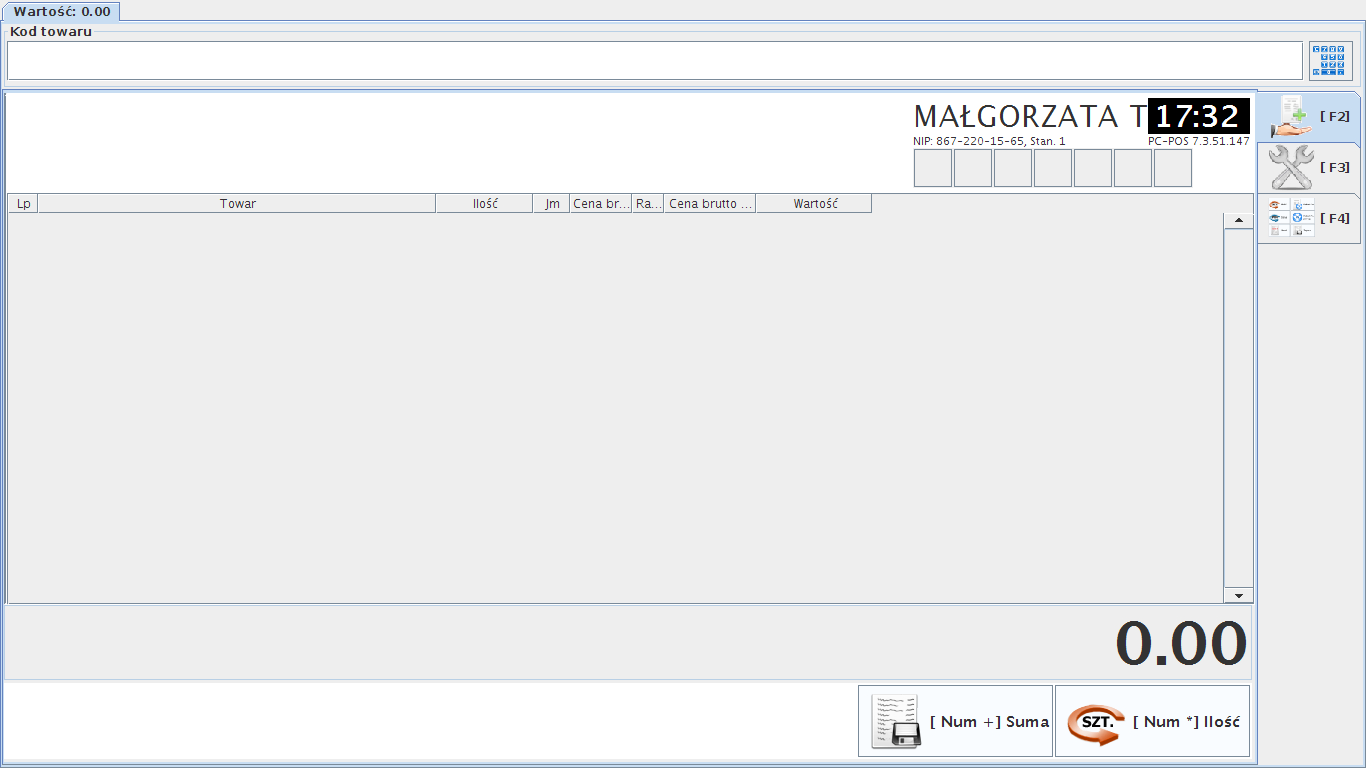 Wartość: 0.00
Kod towaru
MAŁGORZATA T 17:32
NIP: 867-220-15-65, Stan. 1 PC-POS 7.3.51.147
[ F2]
[ F3]
[ F4]
Lp Towar Ilość Jm Cena br... Ra... Cena brutto ... Wartość
0.00
[ Num +] Suma
SZT. [ Num *] Ilość